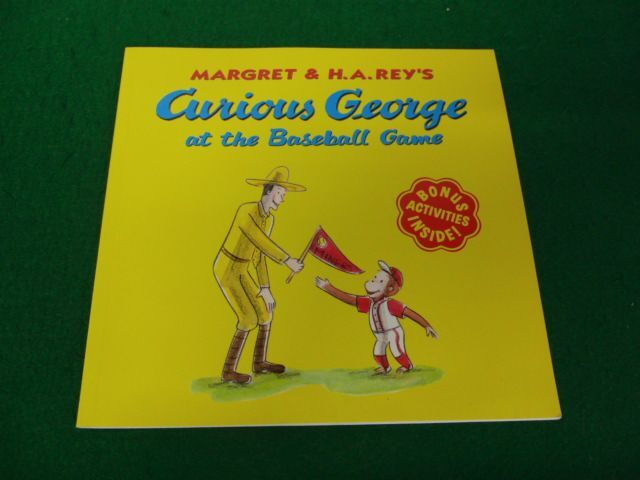 MARGRET & H.A.REY'S
Curious George
at the Baseball Game
BONUS
ACTIVITIES
INSIDE!